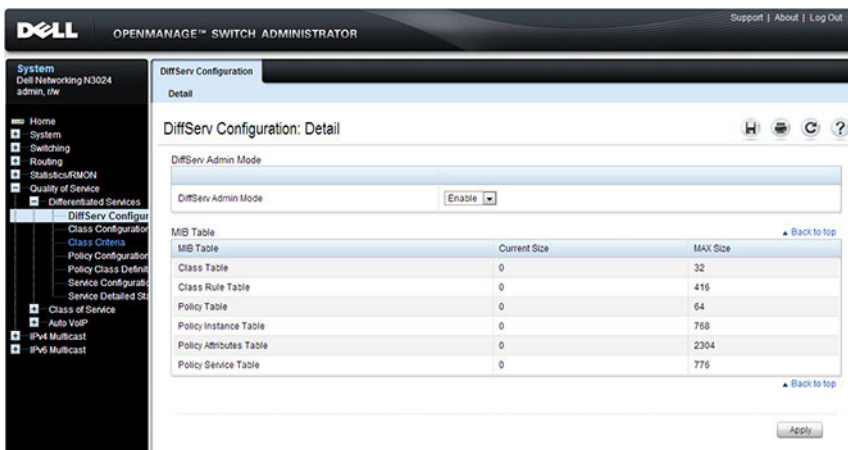 Support | About | Log Out
DELL
OPENMANAGE™ SWITCH ADMINISTRATOR
System
Dell Networking N3024
admin, r/w
Home
System
Switching
Routing
Statistics/RMON
Quality of Service
Differentiated Services
DiffServ Configur
Class Configuration
Class Criteria
Policy Configuration
Policy Class Definit
Service Configuratio
Service Detailed Sta
Class of Service
Auto VoIP
IPv4 Multicast
IPv6 Multicast
DiffServ Configuration
Detail
DiffServ Configuration: Detail
DiffServ Admin Mode
DiffServ Admin Mode Enable
MIB Table
Back to top
MIB Table Current Size MAX Size
Class Table 0 32
Class Rule Table 0 416
Policy Table 0 64
Policy Instance Table 0 768
Policy Attributes Table 0 2304
Policy Service Table 0 776
Back to top
Apply